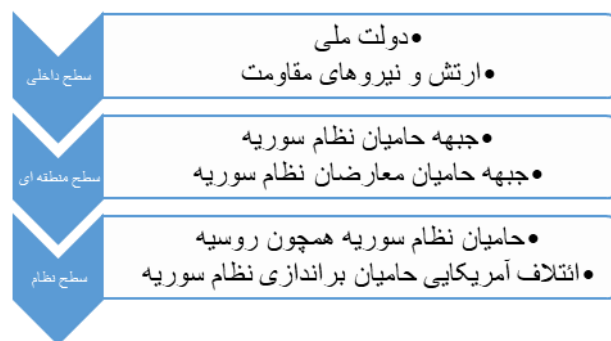 سطح داخلی
•دولت ملی
•ارتش و نیروهای مقاومت
سطح منطقه ای
•جبهه حامیان نظام سوریه
•جبهه حامیان معارضان نظام سوریه
سطح نظام
•حامیان نظام سوریه همچون روسیه
•ائتلاف آمریکایی حامیان براندازی نظام سوریه